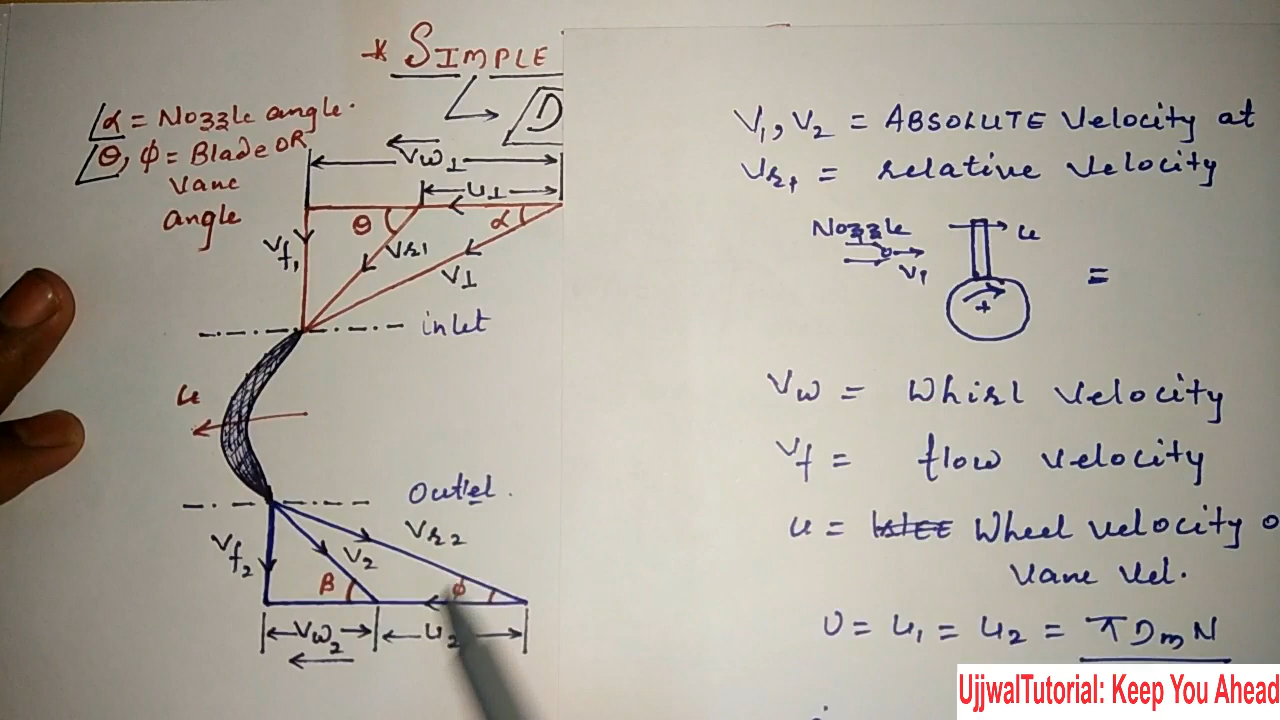 * SIMPLE
D
α = Nozzle angle.
θ, φ = Blade OR
Vane
angle
Vw1
u1
θ
α
Vf1
Vr1
V1
inlet
u
Outlet.
Vf2
V2
Vr2
β
φ
Vw2
u2
V1, V2 = ABSOLUTE Velocity at
Vr1 = relative velocity
Nozzle
V1
u
+
=
Vw = Whirl velocity
Vf = flow velocity
u = Wheel velocity o
Vane Vel.
U = u1 = u2 = πDmN
UjjwalTutorial: Keep You Ahead